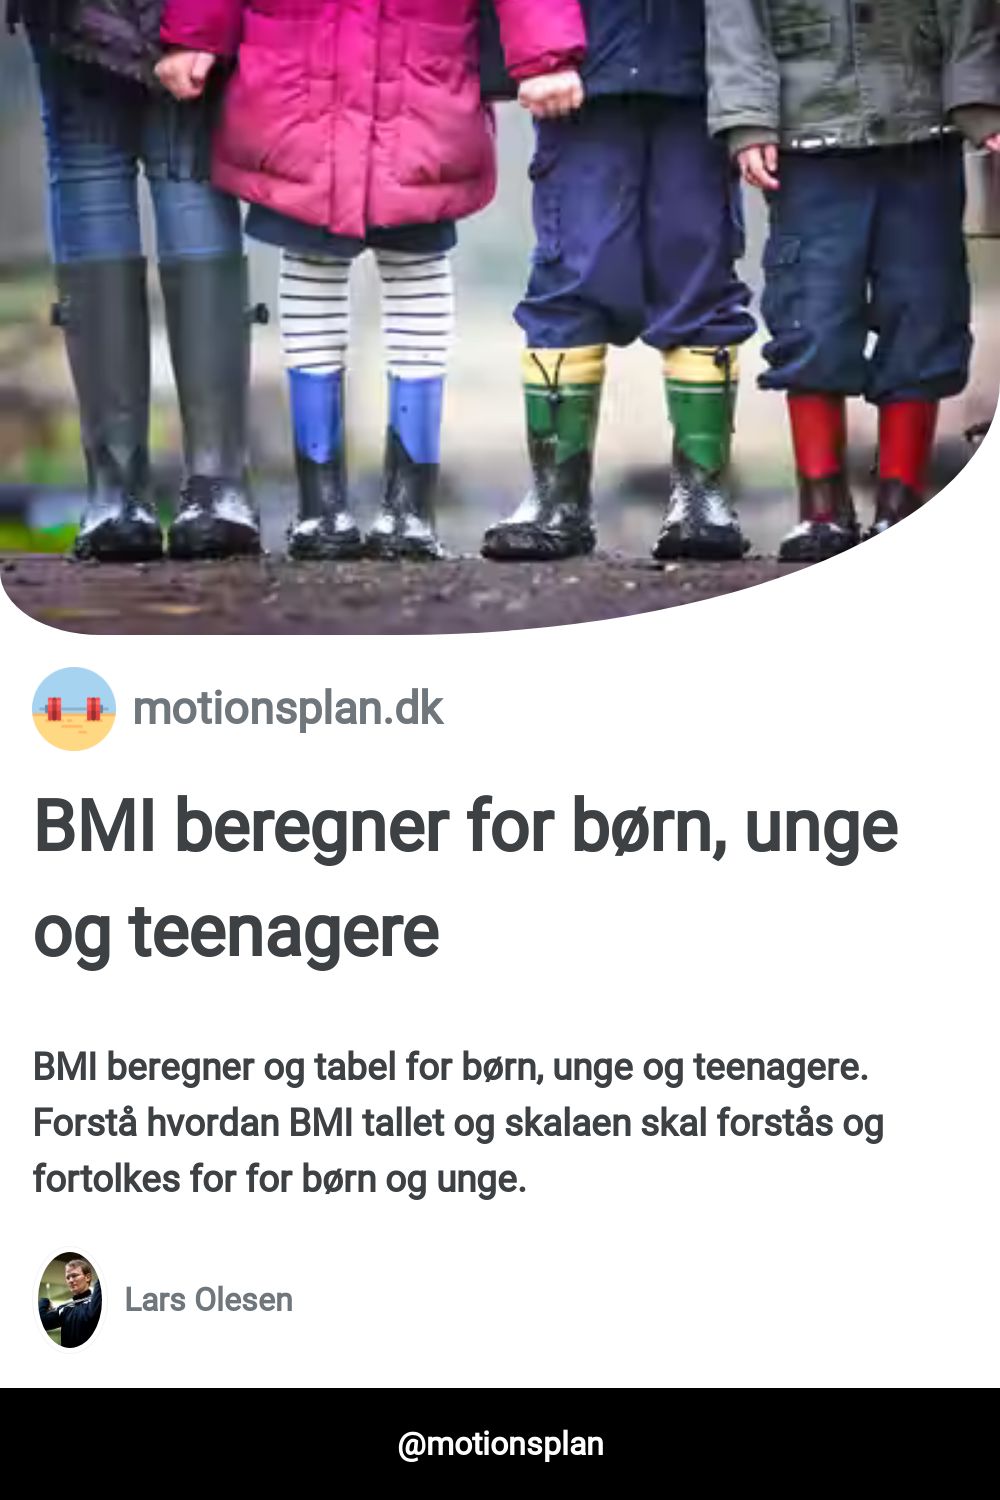 motionsplan.dk
BMI beregner for børn, unge
og teenagere
BMI beregner og tabel for børn, unge og teenagere.
Forstå hvordan BMI tallet og skalaen skal forstås og
fortolkes for for børn og unge.
Lars Olesen
@motionsplan